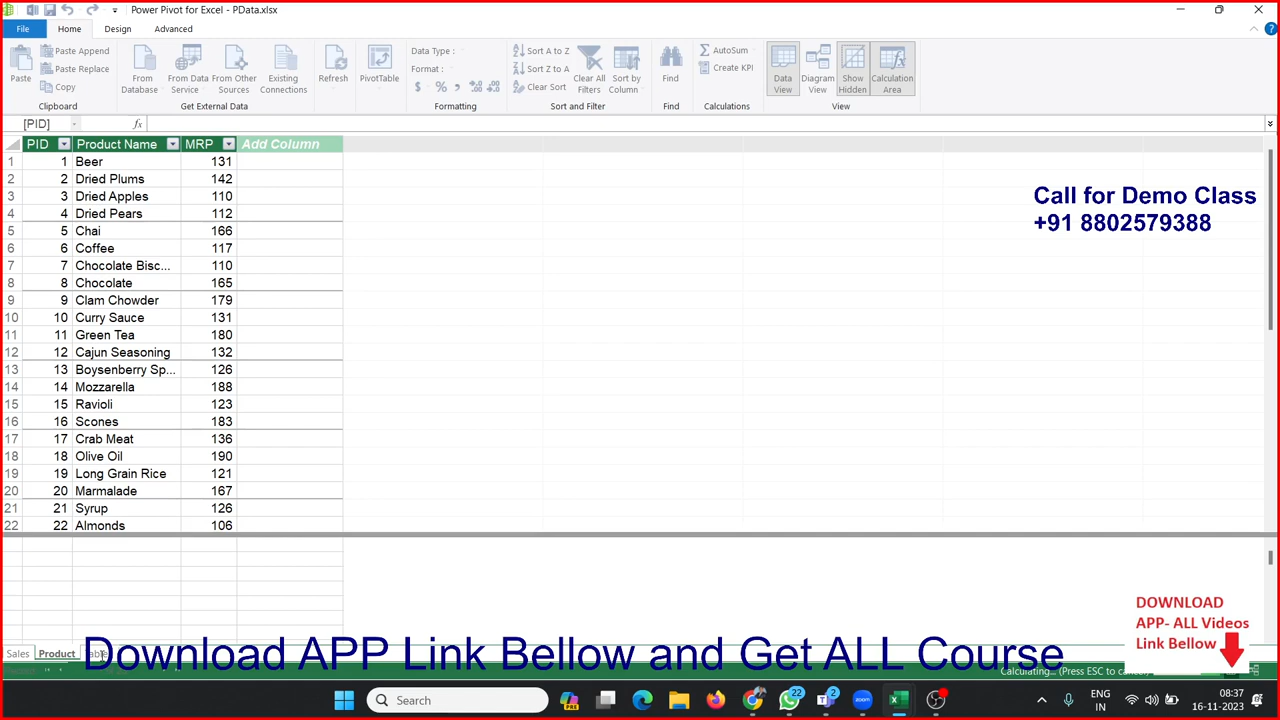 Power Pivot for Excel - PData.xlsx
File Home Design Advanced
Paste
Paste Append
Paste Replace
Copy
Clipboard
From Database
From Data Service
From Other Sources
Existing Connections
Get External Data
Refresh
PivotTable
Data Type :
Format :
$ % ,
Formatting
Sort A to Z
Sort Z to A
Clear Sort
Clear All Filters
Sort by Column
Sort and Filter
Find
Find
AutoSum
Create KPI
Calculations
Data View
Diagram View
Show Hidden
Calculation Area
View
[PID] fx
PID Product Name MRP Add Column
1 1 Beer 131
2 2 Dried Plums 142
3 3 Dried Apples 110
4 4 Dried Pears 112
5 5 Chai 166
6 6 Coffee 117
7 7 Chocolate Bisc... 110
8 8 Chocolate 165
9 9 Clam Chowder 179
10 10 Curry Sauce 131
11 11 Green Tea 180
12 12 Cajun Seasoning 132
13 13 Boysenberry Sp... 126
14 14 Mozzarella 188
15 15 Ravioli 123
16 16 Scones 183
17 17 Crab Meat 136
18 18 Olive Oil 190
19 19 Long Grain Rice 121
20 20 Marmalade 167
21 21 Syrup 126
22 22 Almonds 106
Call for Demo Class
+91 8802579388
DOWNLOAD
APP- ALL Videos
Link Bellow
Sales Product
Download APP Link Bellow and Get ALL Course
Calculating... (Press ESC to cancel)
Search
22
2
zoom
ENG
IN
08:37
16-11-2023